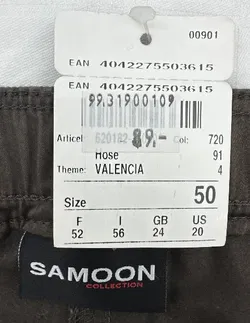 00901
EAN 4042275503615
EAN 4042275503615
99.31900109
Articel: 620182 89.- Col: 720
Hose 91
Theme: VALENCIA 4
Size 50
F I GB US
52 56 24 20
SAMOON
COLLECTION